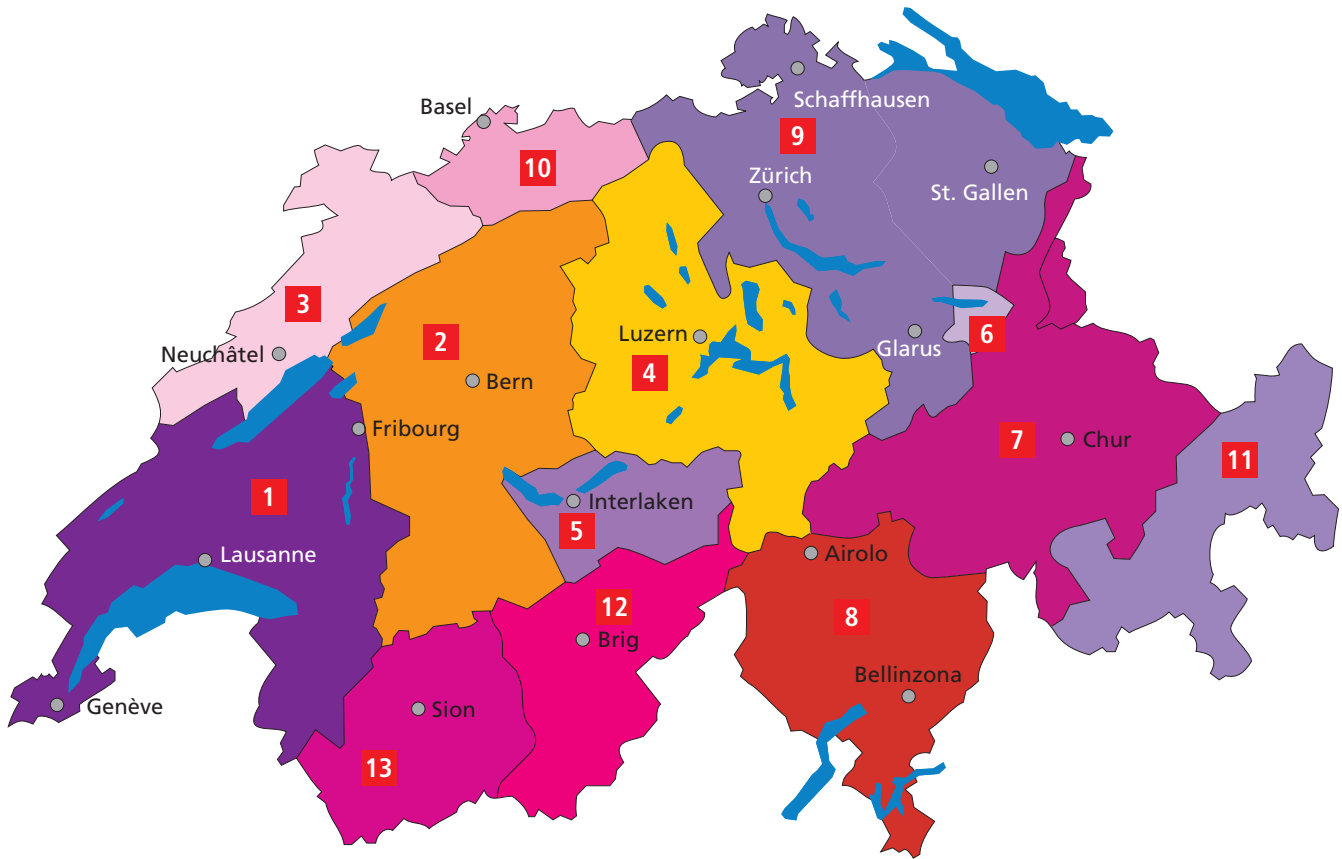 Schaffhausen
Basel
9
10
Zürich
St. Gallen
3
Neuchâtel
2
Luzern
Glarus
6
4
Bern
Fribourg
7
Chur
11
1
Interlaken
5
Lausanne
Airolo
12
8
Brig
Bellinzona
Genève
Sion
13